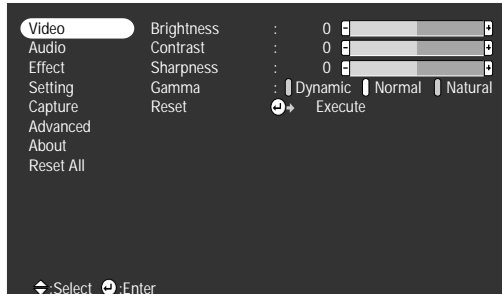 Video Brightness : 0 - +
Audio Contrast : 0 - +
Effect Sharpness : 0 - +
Setting Gamma : Dynamic Normal Natural
Capture Reset Execute
Advanced
About
Reset All
:Select :Enter